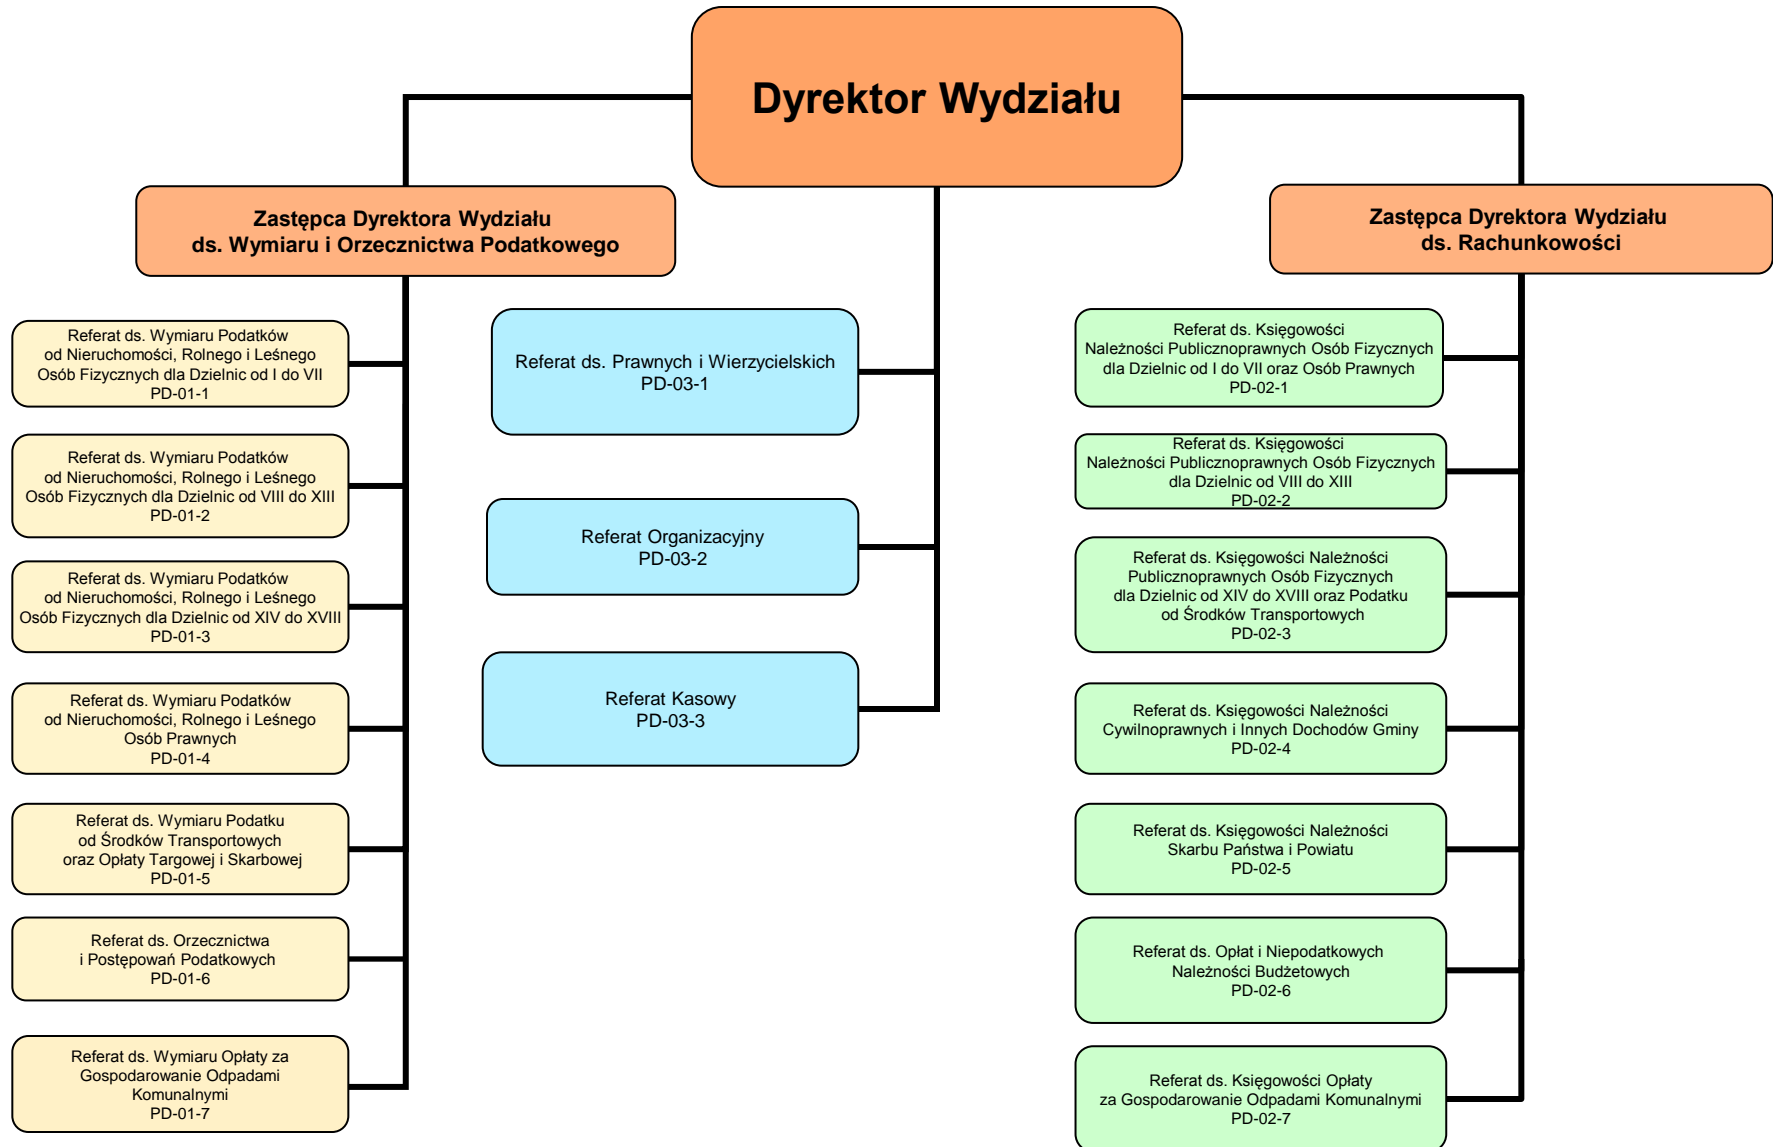 Dyrektor Wydziału
Zastępca Dyrektora Wydziału
ds. Wymiaru i Orzecznictwa Podatkowego
Referat ds. Wymiaru Podatków
od Nieruchomości, Rolnego i Leśnego
Osób Fizycznych dla Dzielnic od I do VII
PD-01-1
Referat ds. Wymiaru Podatków
od Nieruchomości, Rolnego i Leśnego
Osób Fizycznych dla Dzielnic od VIII do XIII
PD-01-2
Referat ds. Wymiaru Podatków
od Nieruchomości, Rolnego i Leśnego
Osób Fizycznych dla Dzielnic od XIV do XVIII
PD-01-3
Referat ds. Wymiaru Podatków
od Nieruchomości, Rolnego i Leśnego
Osób Prawnych
PD-01-4
Referat ds. Wymiaru Podatku
od Środków Transportowych
oraz Opłaty Targowej i Skarbowej
PD-01-5
Referat ds. Orzecznictwa
i Postępowań Podatkowych
PD-01-6
Referat ds. Wymiaru Opłaty za
Gospodarowanie Odpadami
Komunalnymi
PD-01-7
Referat ds. Prawnych i Wierzycielskich
PD-03-1
Referat Organizacyjny
PD-03-2
Referat Kasowy
PD-03-3
Zastępca Dyrektora Wydziału
ds. Rachunkowości
Referat ds. Księgowości
Należności Publicznoprawnych Osób Fizycznych
dla Dzielnic od I do VII oraz Osób Prawnych
PD-02-1
Referat ds. Księgowości
Należności Publicznoprawnych Osób Fizycznych
dla Dzielnic od VIII do XIII
PD-02-2
Referat ds. Księgowości Należności
Publicznoprawnych Osób Fizycznych
dla Dzielnic od XIV do XVIII oraz Podatku
od Środków Transportowych
PD-02-3
Referat ds. Księgowości Należności
Cywilnoprawnych i Innych Dochodów Gminy
PD-02-4
Referat ds. Księgowości Należności
Skarbu Państwa i Powiatu
PD-02-5
Referat ds. Opłat i Niepodatkowych
Należności Budżetowych
PD-02-6
Referat ds. Księgowości Opłaty
za Gospodarowanie Odpadami Komunalnymi
PD-02-7